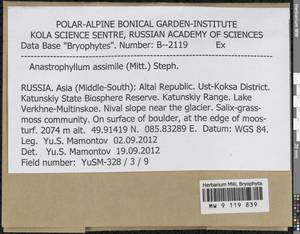 POLAR-ALPINE BONICAL GARDEN-INSTITUTE
KOLA SCIENCE SENTRE, RUSSIAN ACADEMY OF SCIENCES
Data Base "Bryophytes". Number: B--2119 Ex
Anastrophyllum assimile (Mitt.) Steph.
RUSSIA. Asia (Middle-South): Altai Republic. Ust-Koksa District.
Katunskiy State Biosphere Reserve. Katunskiy Range. Lake
Verkhne-Multinskoe. Nival slope near the glacier. Salix-grass-
moss community. On surface of boulder, at the edge of moos-
turf. 2074 m alt. 49.91419 N. 085.83289 E. Datum: WGS 84.
Leg. Yu.S. Mamontov 02.09.2012
Det. Yu.S. Mamontov 19.09.2012
Field number: YuSM-328 / 3 / 9
Herbarium MW, Bryophyta
MW 9 119 839